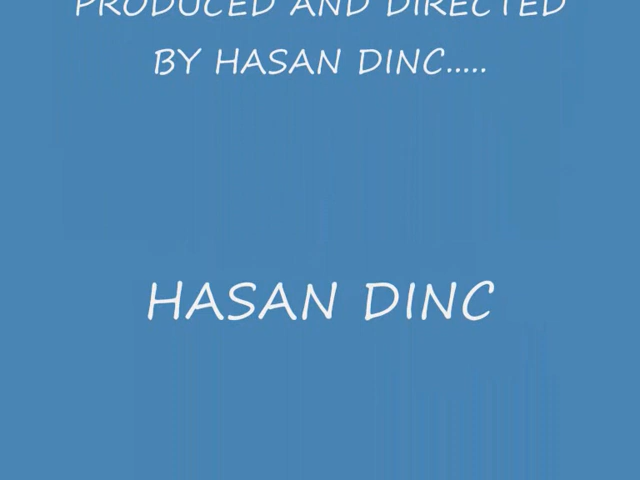 PRODUCED AND DIRECTED
BY HASAN DINC.....
HASAN DINC